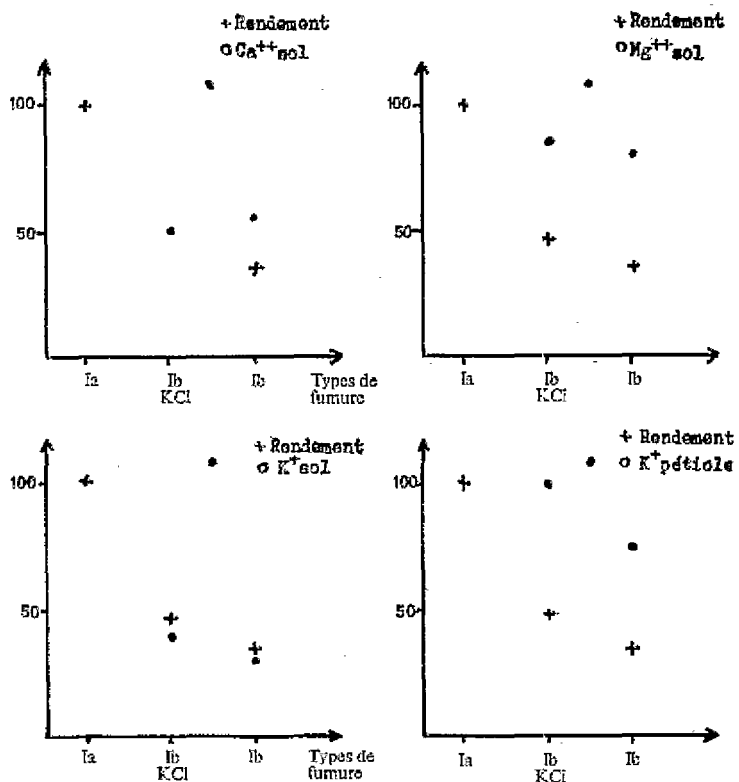 + Rendement
o Ca++ sol
100
50
Ia Ib Ib Types de
KCl fumure
+ Rendement
o Mg++ sol
100
50
Ia Ib Ib
KCl
+ Rendement
o K+ sol
100
50
Ia Ib Ib Types de
KCl fumure
+ Rendement
o K+ pétiole
100
50
Ia Ib Ib
KCl